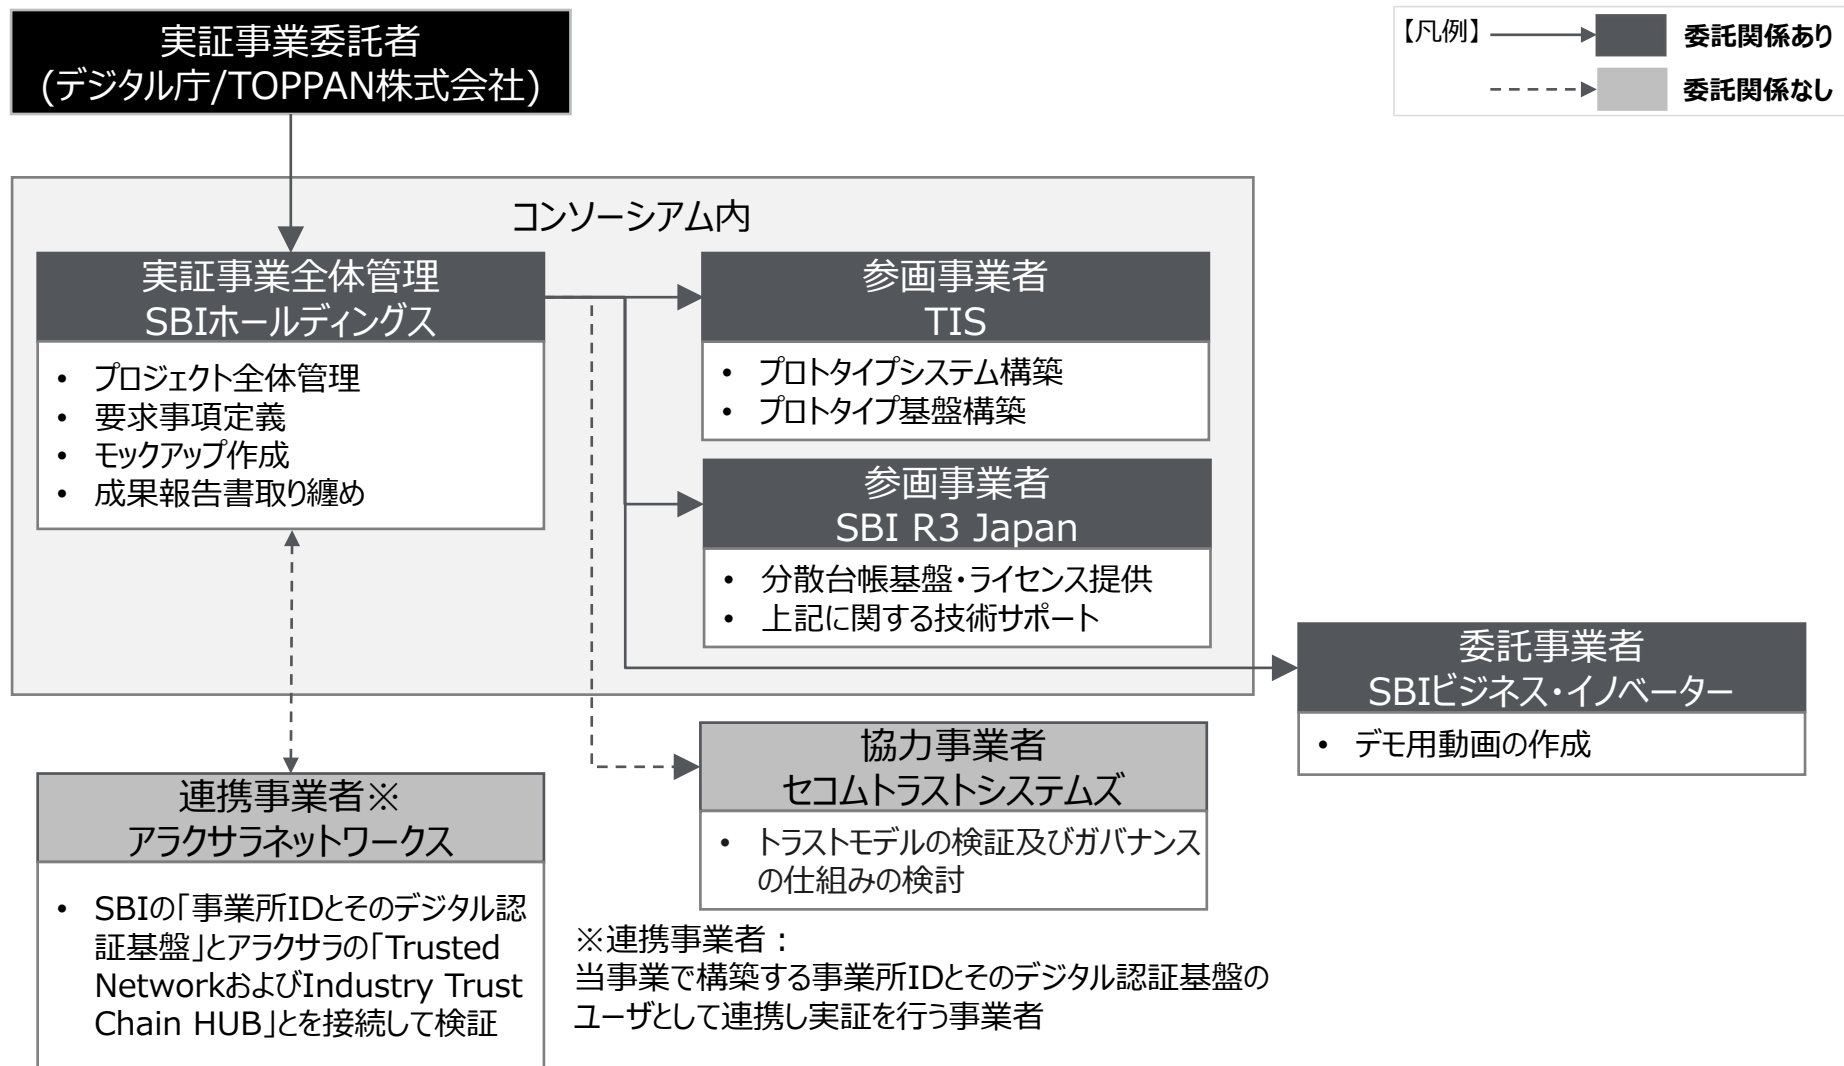 実証事業委託者
(デジタル庁/TOPPAN株式会社)
【凡例】
委託関係あり
委託関係なし
コンソーシアム内
実証事業全体管理
SBIホールディングス
• プロジェクト全体管理
• 要求事項定義
• モックアップ作成
• 成果報告書取り纏め
参画事業者
TIS
• プロトタイプシステム構築
• プロトタイプ基盤構築
参画事業者
SBI R3 Japan
• 分散台帳基盤・ライセンス提供
• 上記に関する技術サポート
委託事業者
SBIビジネス・イノベーター
• デモ用動画の作成
協力事業者
セコムトラストシステムズ
• トラストモデルの検証及びガバナンス
の仕組みの検討
連携事業者※
アラクサラネットワークス
• SBIの「事業所IDとそのデジタル認
証基盤」とアラクサラの「Trusted
NetworkおよびIndustry Trust
Chain HUB」とを接続して検証
※連携事業者：
当事業で構築する事業所IDとそのデジタル認証基盤の
ユーザとして連携し実証を行う事業者